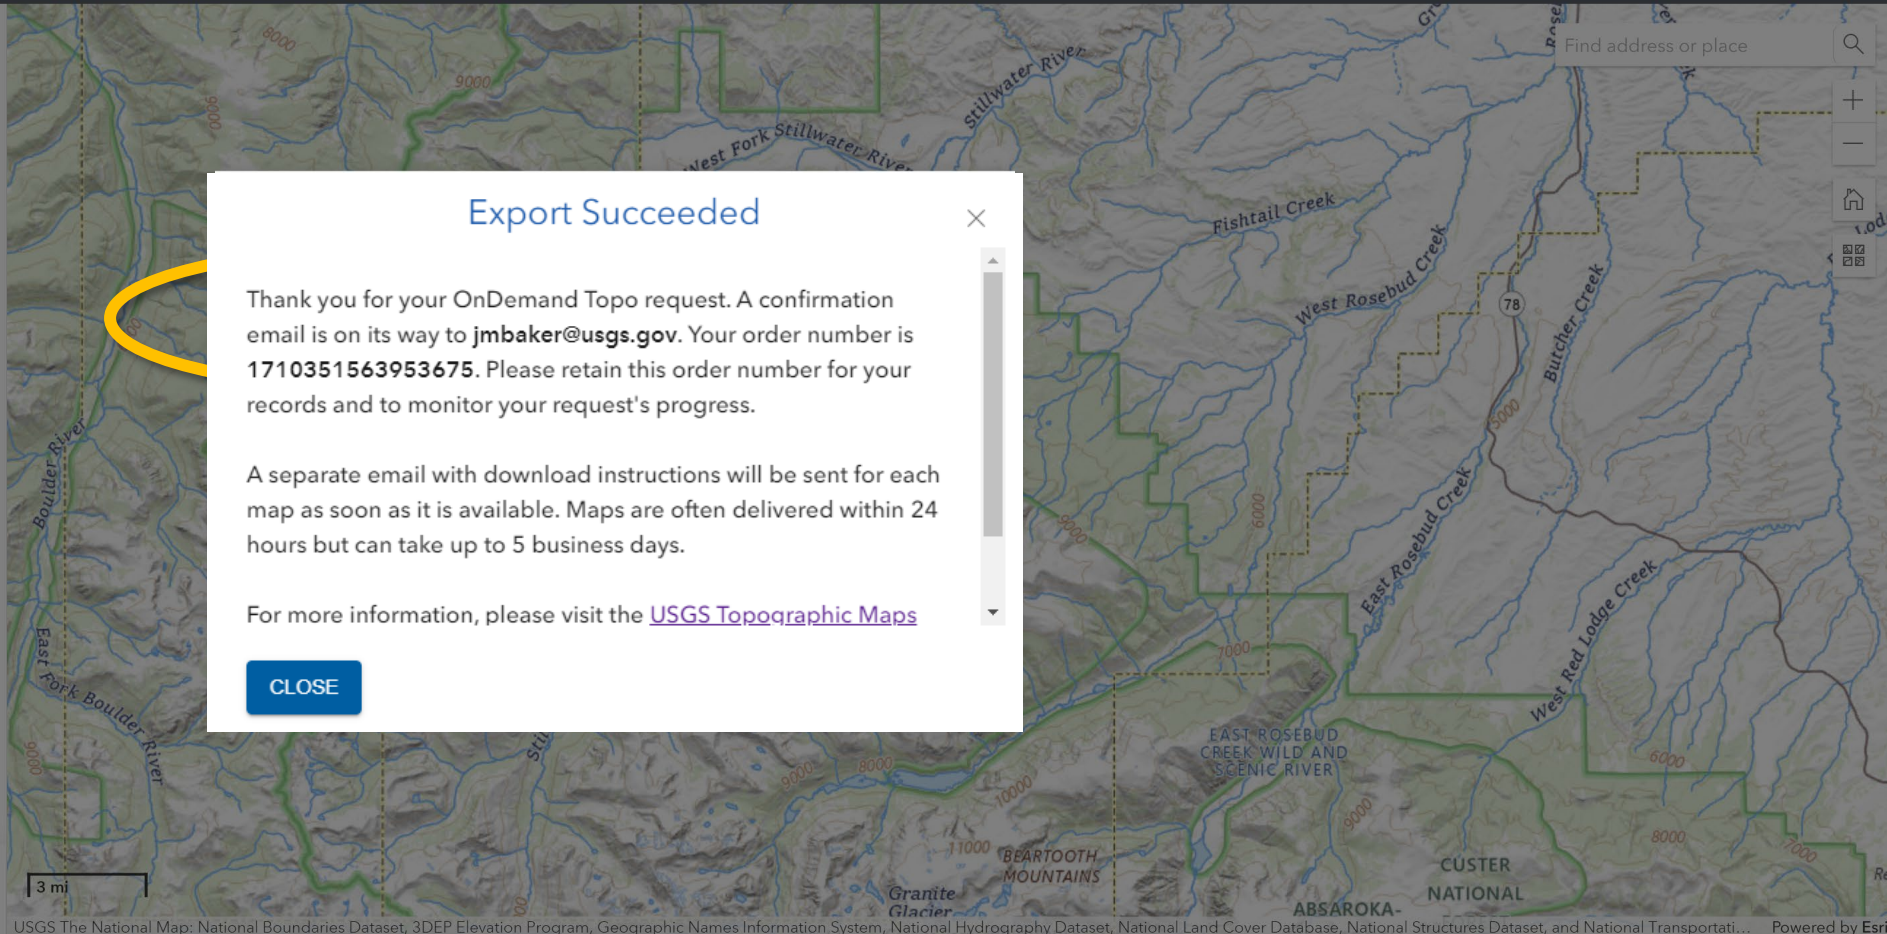 8000
9000
9000
Stillwater River
West Fork Stillwater River
Find address or place
Export Succeeded
Thank you for your OnDemand Topo request. A confirmation
email is on its way to jmbaker@usgs.gov. Your order number is
1710351563953675. Please retain this order number for your
records and to monitor your request's progress.
A separate email with download instructions will be sent for each
map as soon as it is available. Maps are often delivered within 24
hours but can take up to 5 business days.
For more information, please visit the USGS Topographic Maps
CLOSE
Fishtail Creek
West Rosebud Creek
78
Butcher Creek
5000
6000
9000
East Rosebud Creek
West Red Lodge Creek
7000
Boulder River
East Fork Boulder River
9000
EAST ROSEBUD
CREEK WILD AND
SCENIC RIVER
6000
9000
8000
10000
9000
8000
7000
11000
BEARTOOTH
MOUNTAINS
Granite
Glacier
CUSTER
NATIONAL
ABSAROKA-
3 mi
USGS The National Map: National Boundaries Dataset, 3DEP Elevation Program, Geographic Names Information System, National Hydrography Dataset, National Land Cover Database, National Structures Dataset, and National Transportati...
Powered by Esri